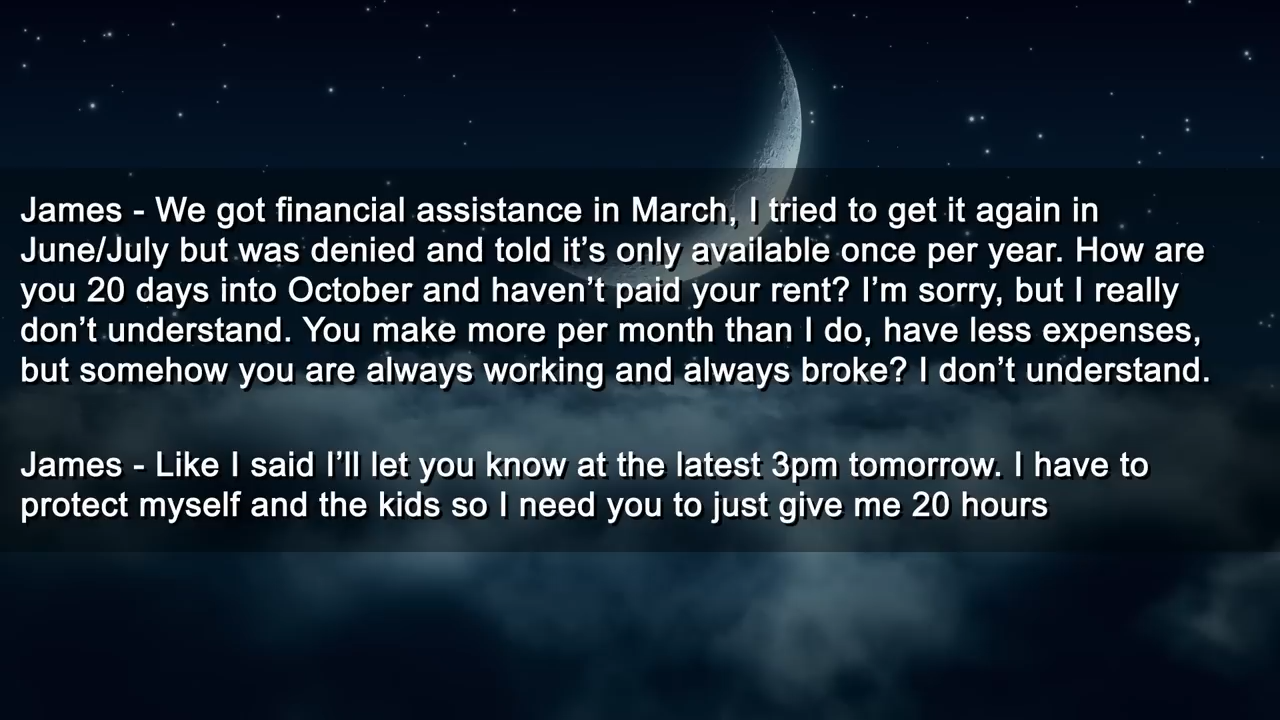 James - We got financial assistance in March, I tried to get it again in
June/July but was denied and told it’s only available once per year. How are
you 20 days into October and haven’t paid your rent? I’m sorry, but I really
don’t understand. You make more per month than I do, have less expenses,
but somehow you are always working and always broke? I don’t understand.
James - Like I said I’ll let you know at the latest 3pm tomorrow. I have to
protect myself and the kids so I need you to just give me 20 hours